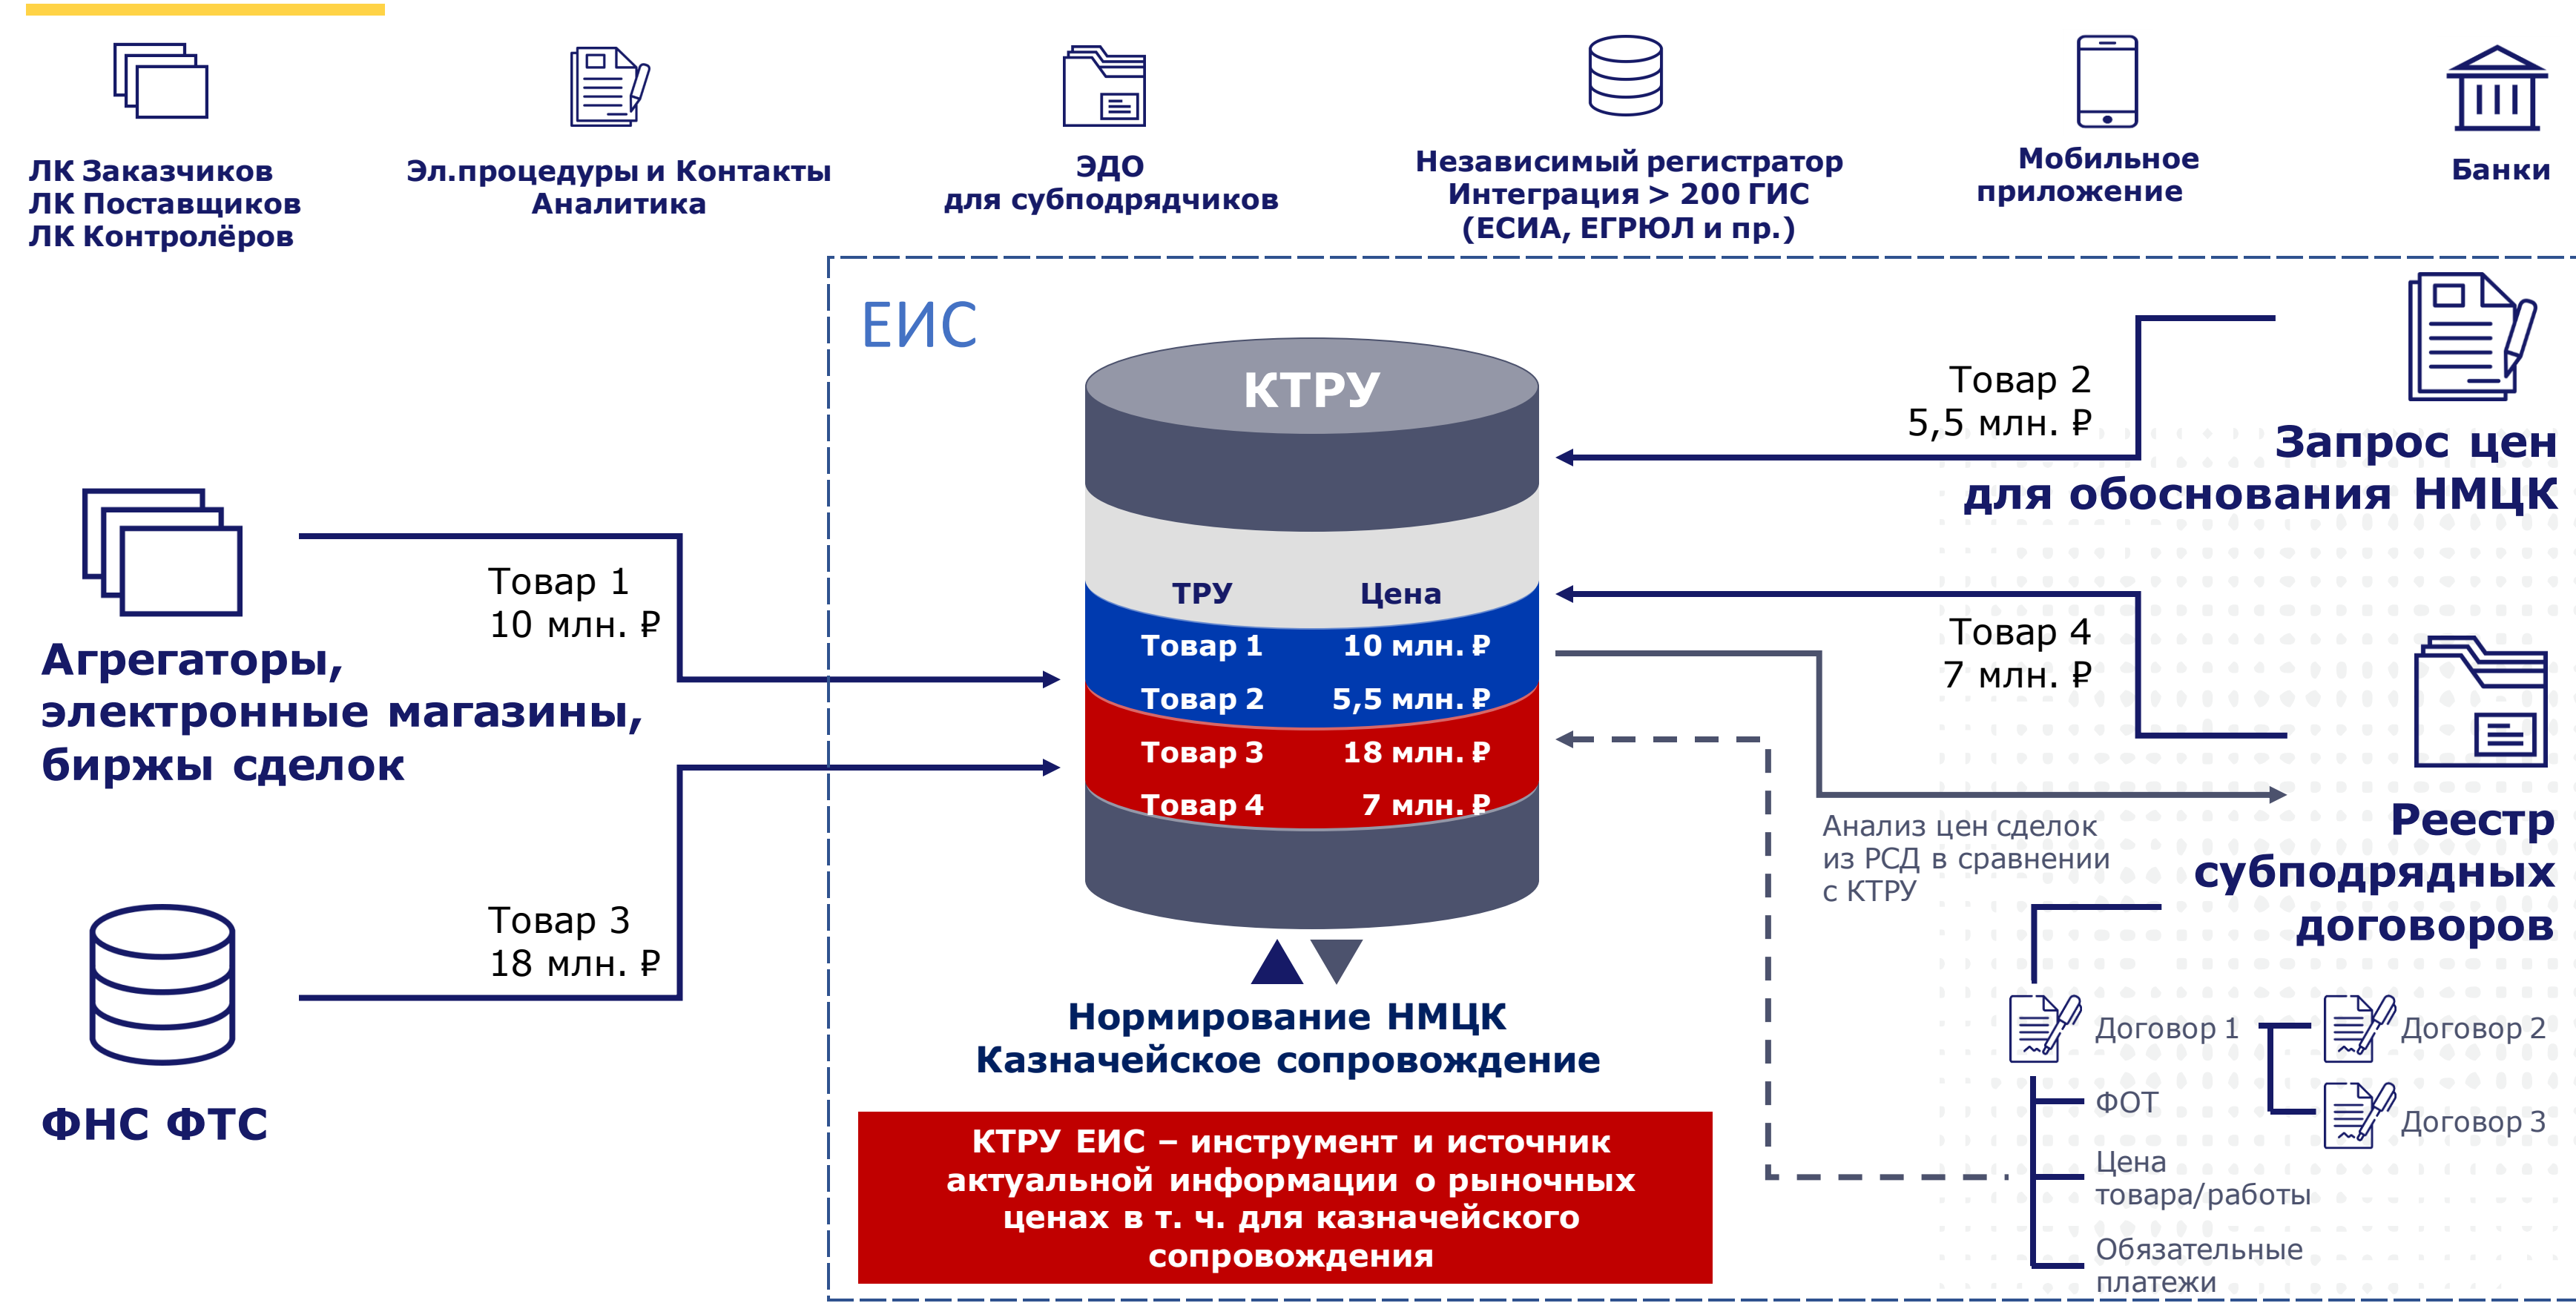 ЛК Заказчиков
ЛК Поставщиков
ЛК Контролёров
Эл.процедуры и Контакты
Аналитика
ЭДО
для субподрядчиков
Независимый регистратор
Интеграция > 200 ГИС
(ЕСИА, ЕГРЮЛ и пр.)
Мобильное
приложение
Банки
ЕИС
КТРУ
Товар 2
5,5 млн. ₽
Запрос цен
для обоснования НМЦК
Товар 1
10 млн. ₽
Агрегаторы,
электронные магазины,
биржы сделок
ТРУ Цена
Товар 1 10 млн. ₽
Товар 2 5,5 млн. ₽
Товар 3 18 млн. ₽
Товар 4 7 млн. ₽
Товар 4
7 млн. ₽
Анализ цен сделок
из РСД в сравнении
с КТРУ
Реестр
субподрядных
договоров
Товар 3
18 млн. ₽
ФНС ФТС
Нормирование НМЦК
Казначейское сопровождение
КТРУ ЕИС – инструмент и источник
актуальной информации о рыночных
ценах в т. ч. для казначейского
сопровождения
Договор 1
Договор 2
Договор 3
ФОТ
Цена
товара/работы
Обязательные
платежи